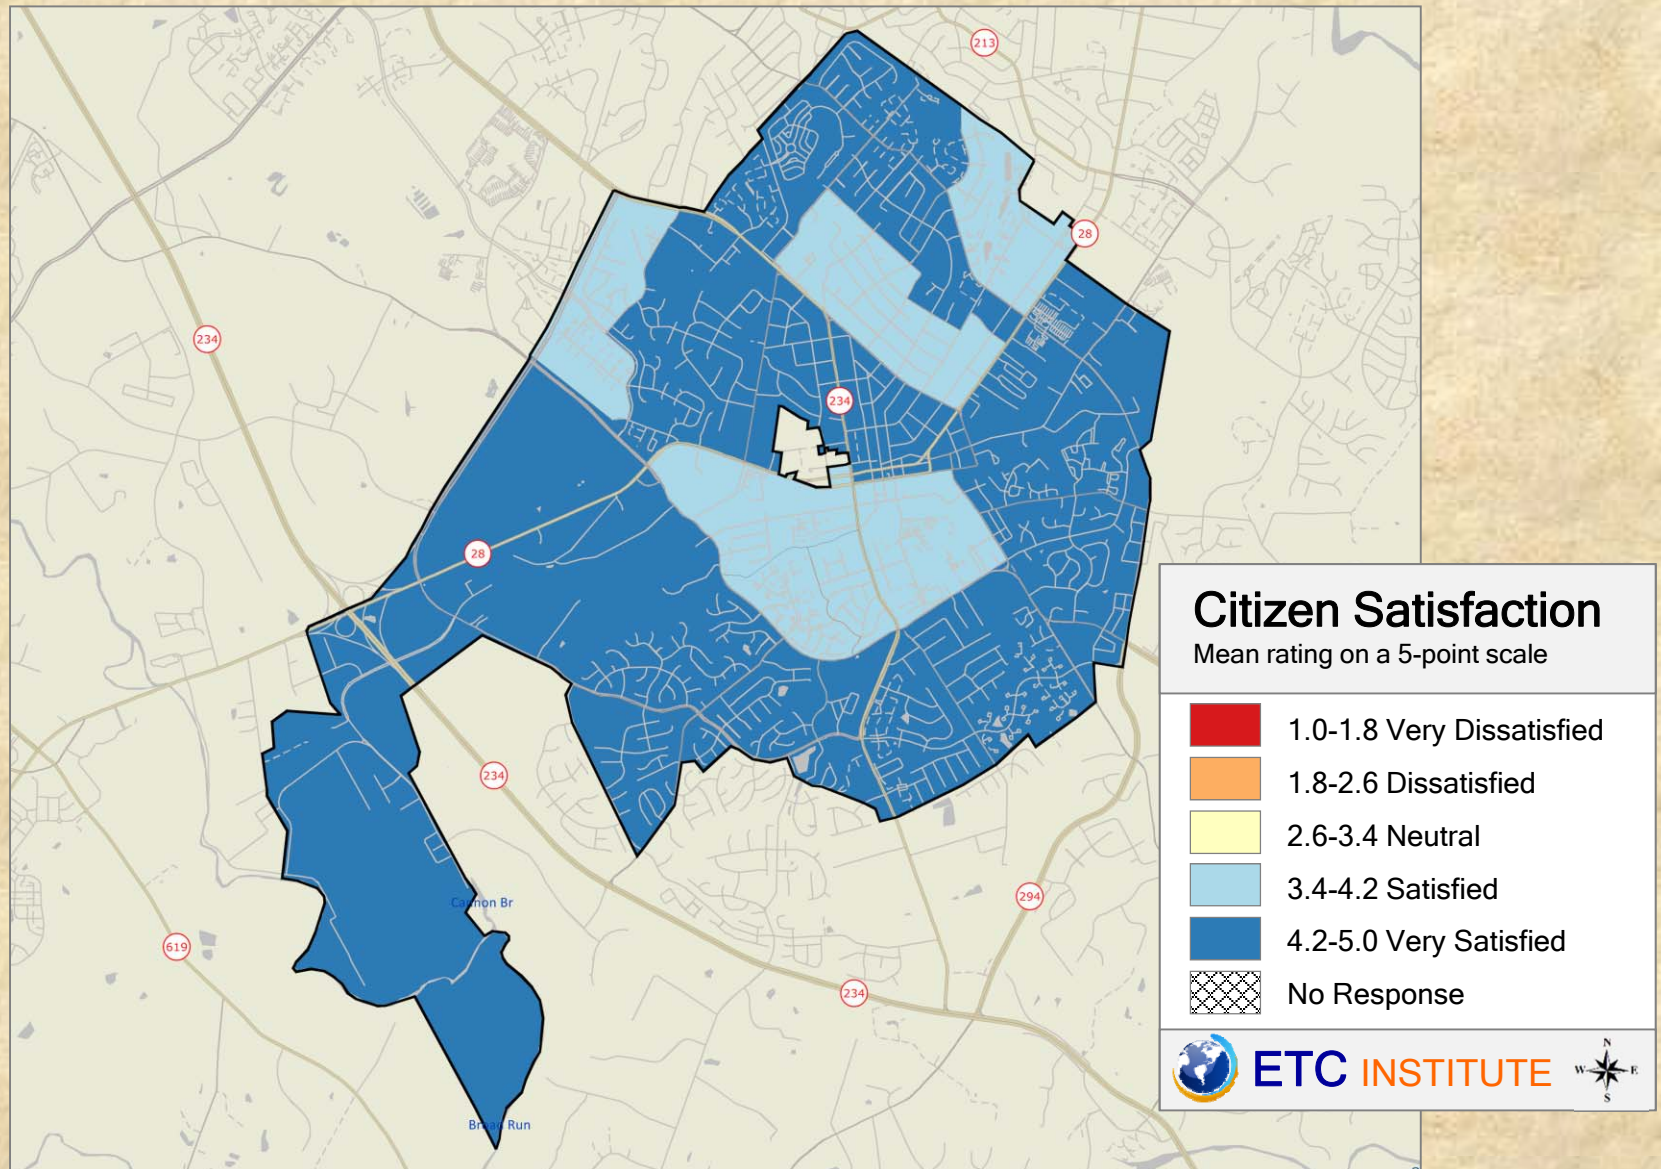 213
28
234
234
28
234
Cannon Br
294
619
234
Broad Run
Citizen Satisfaction
Mean rating on a 5-point scale
1.0-1.8 Very Dissatisfied
1.8-2.6 Dissatisfied
2.6-3.4 Neutral
3.4-4.2 Satisfied
4.2-5.0 Very Satisfied
No Response
ETC INSTITUTE
N
W E
S